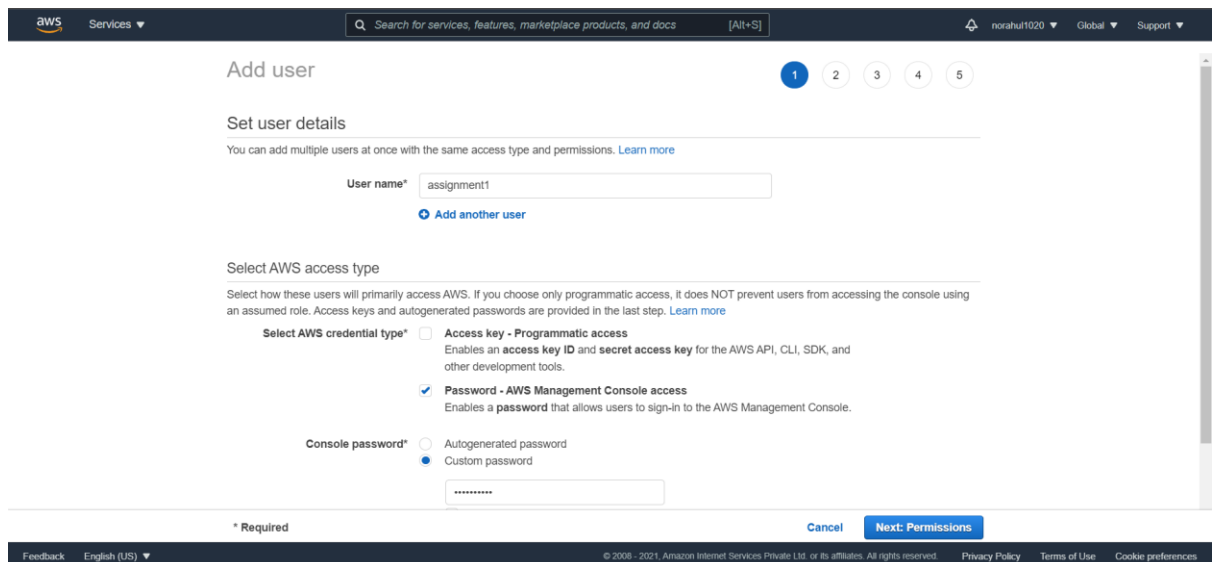 aws Services ▼ Search for services, features, marketplace products, and docs [Alt+S] norahul1020 ▼ Global ▼ Support ▼
Add user 1 2 3 4 5
Set user details
You can add multiple users at once with the same access type and permissions. Learn more
User name* assignment1
Add another user
Select AWS access type
Select how these users will primarily access AWS. If you choose only programmatic access, it does NOT prevent users from accessing the console using
an assumed role. Access keys and autogenerated passwords are provided in the last step. Learn more
Select AWS credential type* Access key - Programmatic access
Enables an access key ID and secret access key for the AWS API, CLI, SDK, and
other development tools.
Password - AWS Management Console access
Enables a password that allows users to sign-in to the AWS Management Console.
Console password* Autogenerated password
Custom password
••••••••••
* Required Cancel Next: Permissions
Feedback English (US) ▼ © 2008 - 2021, Amazon Internet Services Private Ltd. or its affiliates. All rights reserved. Privacy Policy Terms of Use Cookie preferences